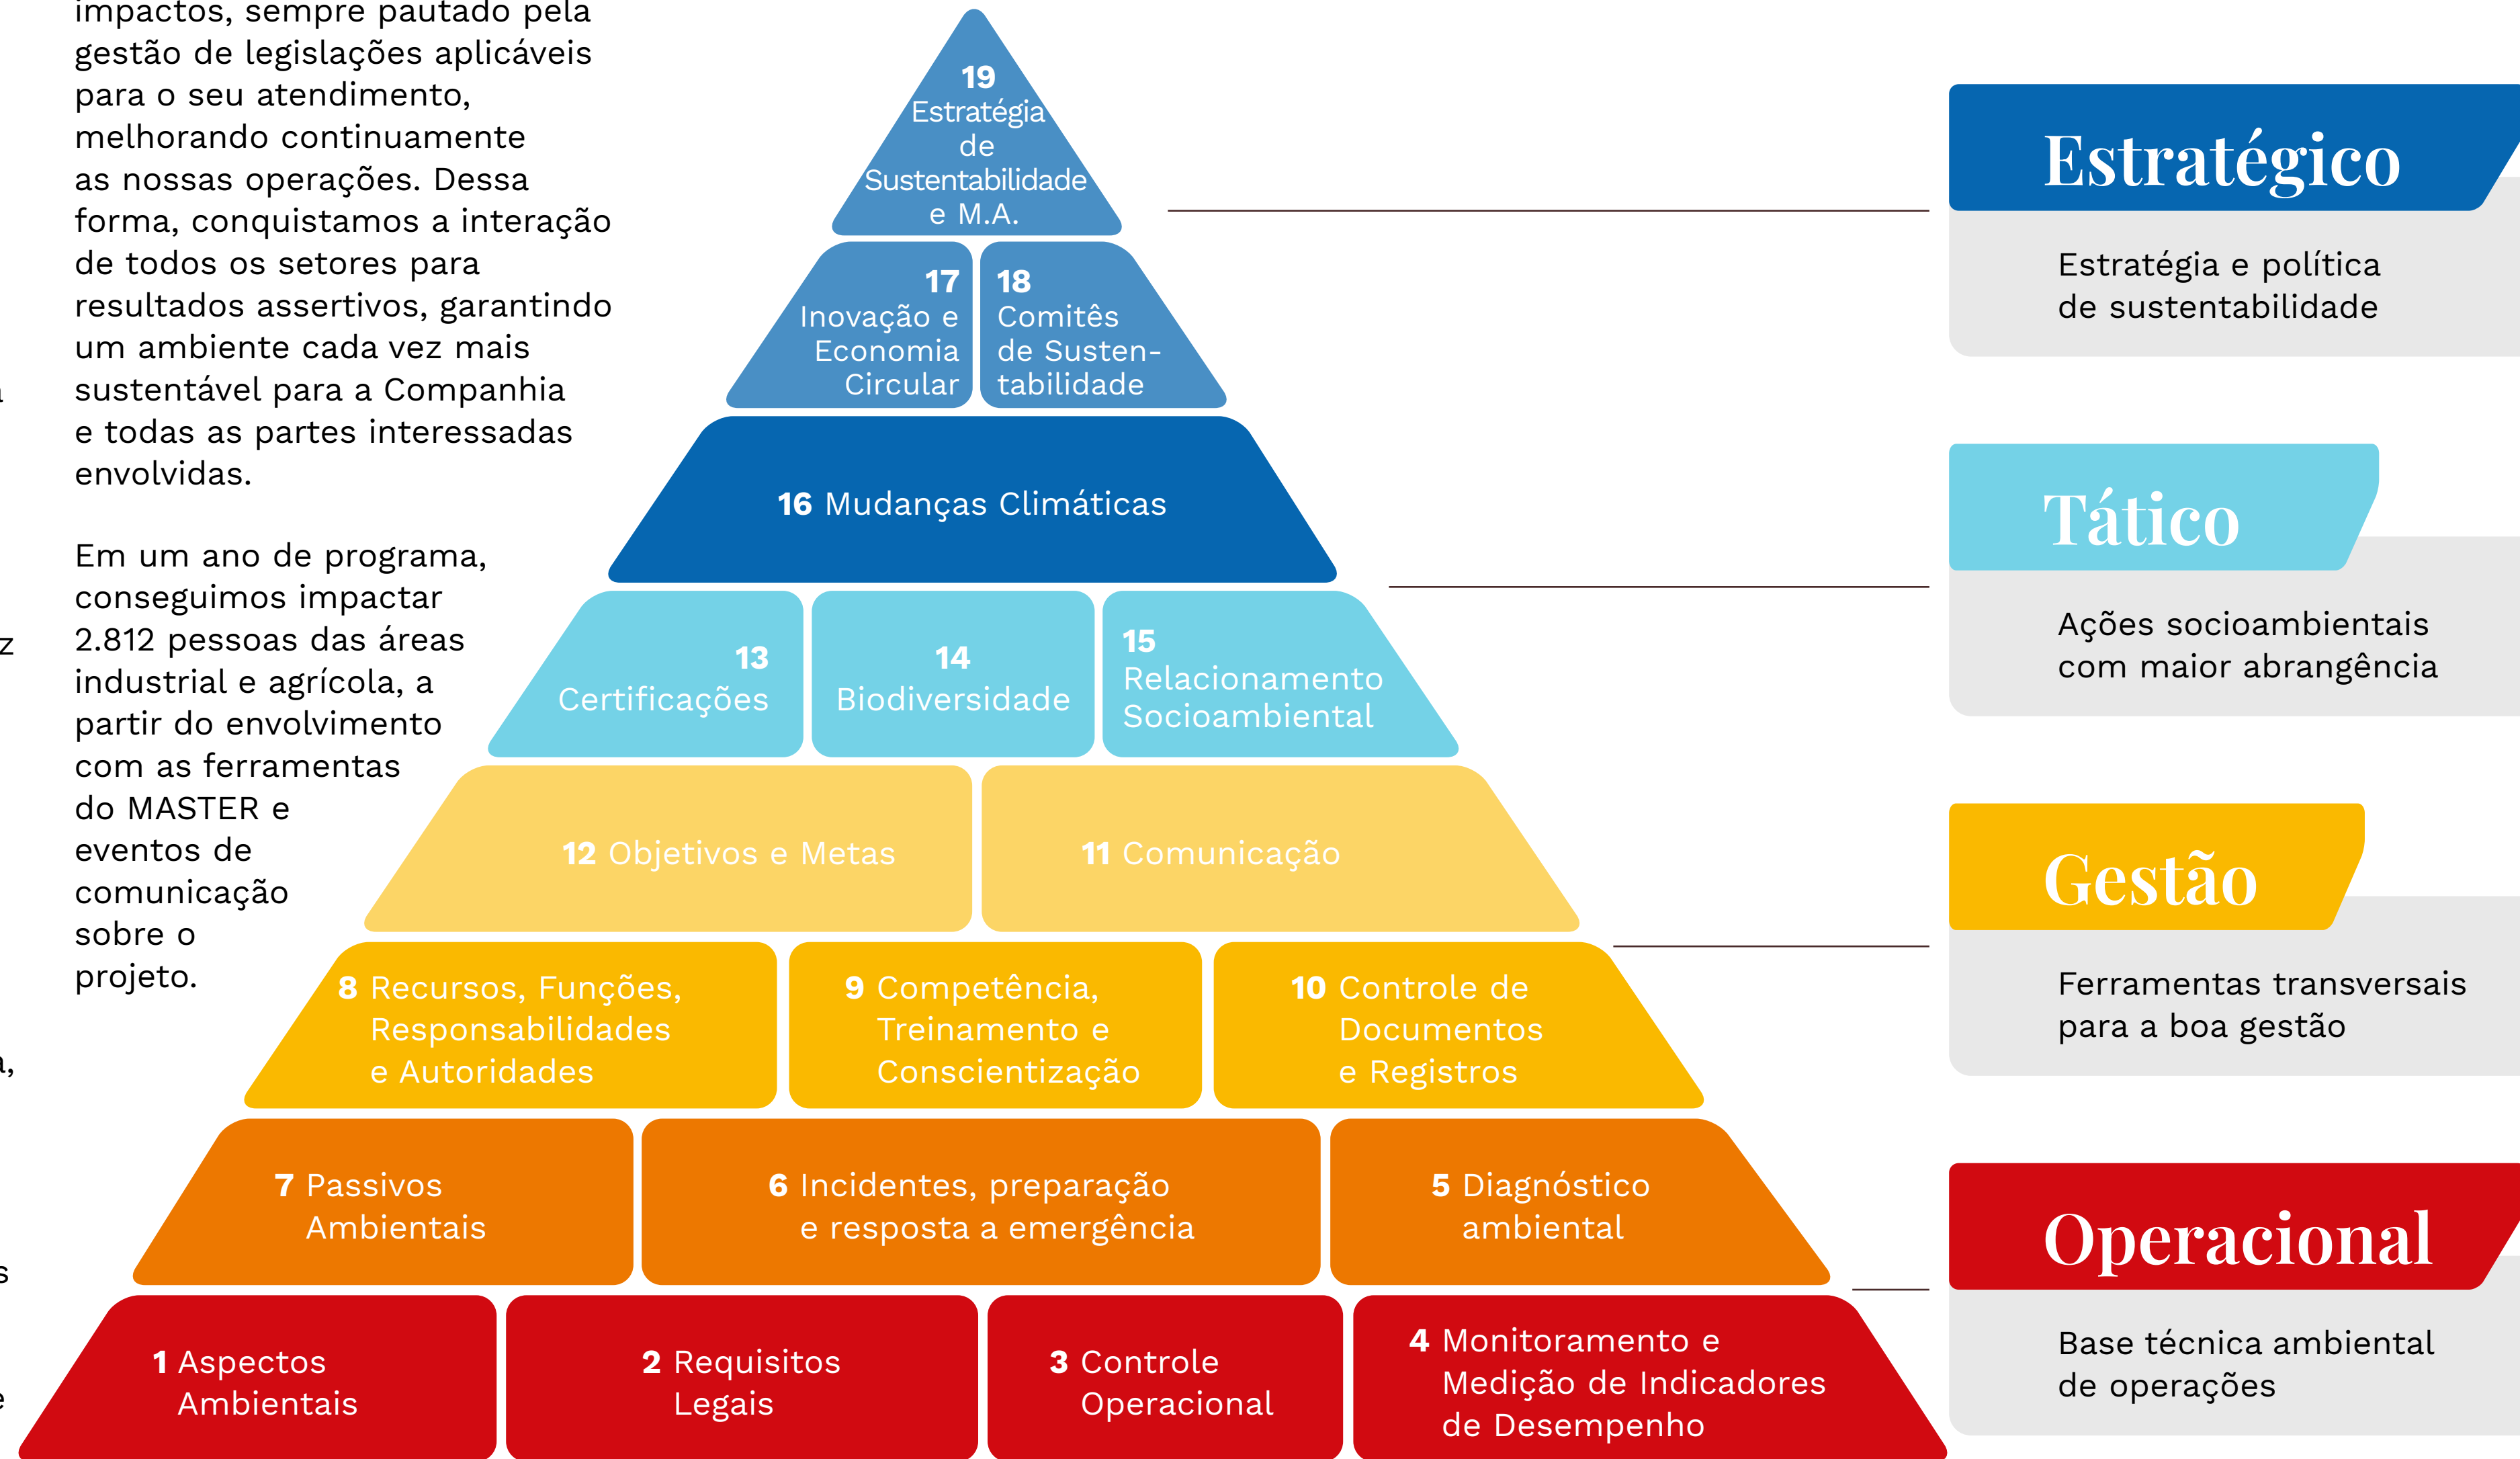 impactos, sempre pautado pela
gestão de legislações aplicáveis
para o seu atendimento,
melhorando continuamente
as nossas operações. Dessa
forma, conquistamos a interação
de todos os setores para
resultados assertivos, garantindo
um ambiente cada vez mais
sustentável para a Companhia
e todas as partes interessadas
envolvidas.
Em um ano de programa,
conseguimos impactar
2.812 pessoas das áreas
industrial e agrícola, a
partir do envolvimento
com as ferramentas
do MASTER e
eventos de
comunicação
sobre o
projeto.
19
Estratégia
de
Sustentabilidade
e M.A.
17
Inovação e
Economia
Circular
18
Comitês
de Susten-
tabilidade
16 Mudanças Climáticas
13
Certificações
14
Biodiversidade
15
Relacionamento
Socioambiental
12 Objetivos e Metas
11 Comunicação
8 Recursos, Funções,
Responsabilidades
e Autoridades
9 Competência,
Treinamento e
Conscientização
10 Controle de
Documentos
e Registros
7 Passivos
Ambientais
6 Incidentes, preparação
e resposta a emergência
5 Diagnóstico
ambiental
1 Aspectos
Ambientais
2 Requisitos
Legais
3 Controle
Operacional
4 Monitoramento e
Medição de Indicadores
de Desempenho
Estratégico
Estratégia e política
de sustentabilidade
Tático
Ações socioambientais
com maior abrangência
Gestão
Ferramentas transversais
para a boa gestão
Operacional
Base técnica ambiental
de operações